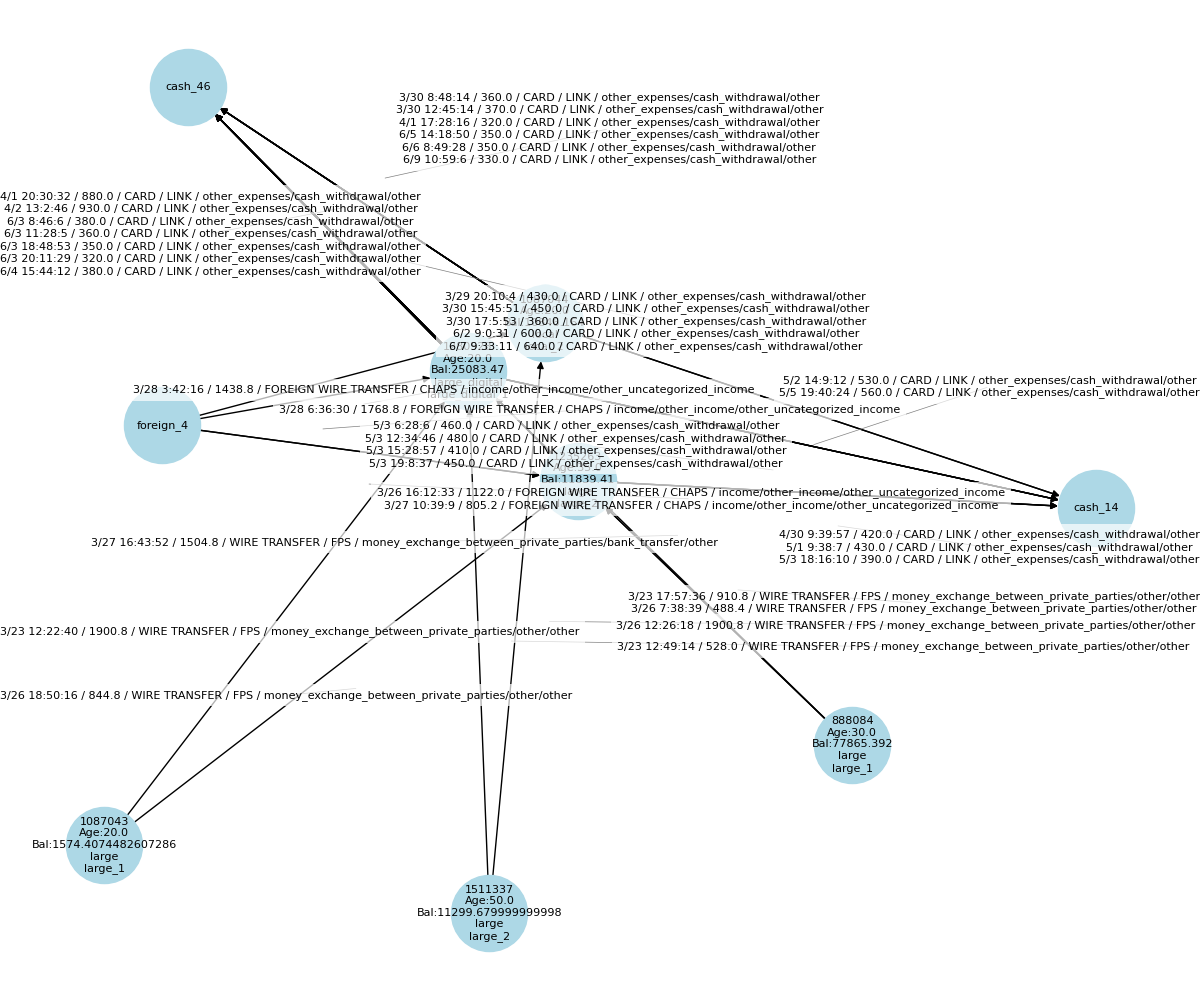 cash_46
3/30 8:48:14 / 360.0 / CARD / LINK / other_expenses/cash_withdrawal/other
3/30 12:45:14 / 370.0 / CARD / LINK / other_expenses/cash_withdrawal/other
4/1 17:28:16 / 320.0 / CARD / LINK / other_expenses/cash_withdrawal/other
6/5 14:18:50 / 350.0 / CARD / LINK / other_expenses/cash_withdrawal/other
6/6 8:49:28 / 350.0 / CARD / LINK / other_expenses/cash_withdrawal/other
6/9 10:59:6 / 330.0 / CARD / LINK / other_expenses/cash_withdrawal/other
4/1 20:30:32 / 880.0 / CARD / LINK / other_expenses/cash_withdrawal/other
4/2 13:2:46 / 930.0 / CARD / LINK / other_expenses/cash_withdrawal/other
6/3 8:46:6 / 380.0 / CARD / LINK / other_expenses/cash_withdrawal/other
6/3 11:28:5 / 360.0 / CARD / LINK / other_expenses/cash_withdrawal/other
6/3 18:48:53 / 350.0 / CARD / LINK / other_expenses/cash_withdrawal/other
6/3 20:11:29 / 320.0 / CARD / LINK / other_expenses/cash_withdrawal/other
6/4 15:44:12 / 380.0 / CARD / LINK / other_expenses/cash_withdrawal/other
3/29 20:10:4 / 430.0 / CARD / LINK / other_expenses/cash_withdrawal/other
3/30 15:45:51 / 450.0 / CARD / LINK / other_expenses/cash_withdrawal/other
3/30 17:5:53 / 360.0 / CARD / LINK / other_expenses/cash_withdrawal/other
6/2 9:0:31 / 600.0 / CARD / LINK / other_expenses/cash_withdrawal/other
6/7 9:33:11 / 640.0 / CARD / LINK / other_expenses/cash_withdrawal/other
Age:20.0
Bal:25083.47
large_digital
large_digital_1
5/2 14:9:12 / 530.0 / CARD / LINK / other_expenses/cash_withdrawal/other
5/5 19:40:24 / 560.0 / CARD / LINK / other_expenses/cash_withdrawal/other
3/28 3:42:16 / 1438.8 / FOREIGN WIRE TRANSFER / CHAPS / income/other_income/other_uncategorized_income
3/28 6:36:30 / 1768.8 / FOREIGN WIRE TRANSFER / CHAPS / income/other_income/other_uncategorized_income
foreign_4
5/3 6:28:6 / 460.0 / CARD / LINK / other_expenses/cash_withdrawal/other
5/3 12:34:46 / 480.0 / CARD / LINK / other_expenses/cash_withdrawal/other
5/3 15:28:57 / 410.0 / CARD / LINK / other_expenses/cash_withdrawal/other
5/3 19:8:37 / 450.0 / CARD / LINK / other_expenses/cash_withdrawal/other
Bal:11839.41
3/26 16:12:33 / 1122.0 / FOREIGN WIRE TRANSFER / CHAPS / income/other_income/other_uncategorized_income
3/27 10:39:9 / 805.2 / FOREIGN WIRE TRANSFER / CHAPS / income/other_income/other_uncategorized_income
cash_14
4/30 9:39:57 / 420.0 / CARD / LINK / other_expenses/cash_withdrawal/other
5/1 9:38:7 / 430.0 / CARD / LINK / other_expenses/cash_withdrawal/other
5/3 18:16:10 / 390.0 / CARD / LINK / other_expenses/cash_withdrawal/other
3/27 16:43:52 / 1504.8 / WIRE TRANSFER / FPS / money_exchange_between_private_parties/bank_transfer/other
3/23 17:57:36 / 910.8 / WIRE TRANSFER / FPS / money_exchange_between_private_parties/other/other
3/26 7:38:39 / 488.4 / WIRE TRANSFER / FPS / money_exchange_between_private_parties/other/other
3/26 12:26:18 / 1900.8 / WIRE TRANSFER / FPS / money_exchange_between_private_parties/other/other
3/23 12:22:40 / 1900.8 / WIRE TRANSFER / FPS / money_exchange_between_private_parties/other/other
3/23 12:49:14 / 528.0 / WIRE TRANSFER / FPS / money_exchange_between_private_parties/other/other
3/26 18:50:16 / 844.8 / WIRE TRANSFER / FPS / money_exchange_between_private_parties/other/other
888084
Age:30.0
Bal:77865.392
large
large_1
1087043
Age:20.0
Bal:1574.4074482607286
large
large_1
1511337
Age:50.0
Bal:11299.679999999998
large
large_2